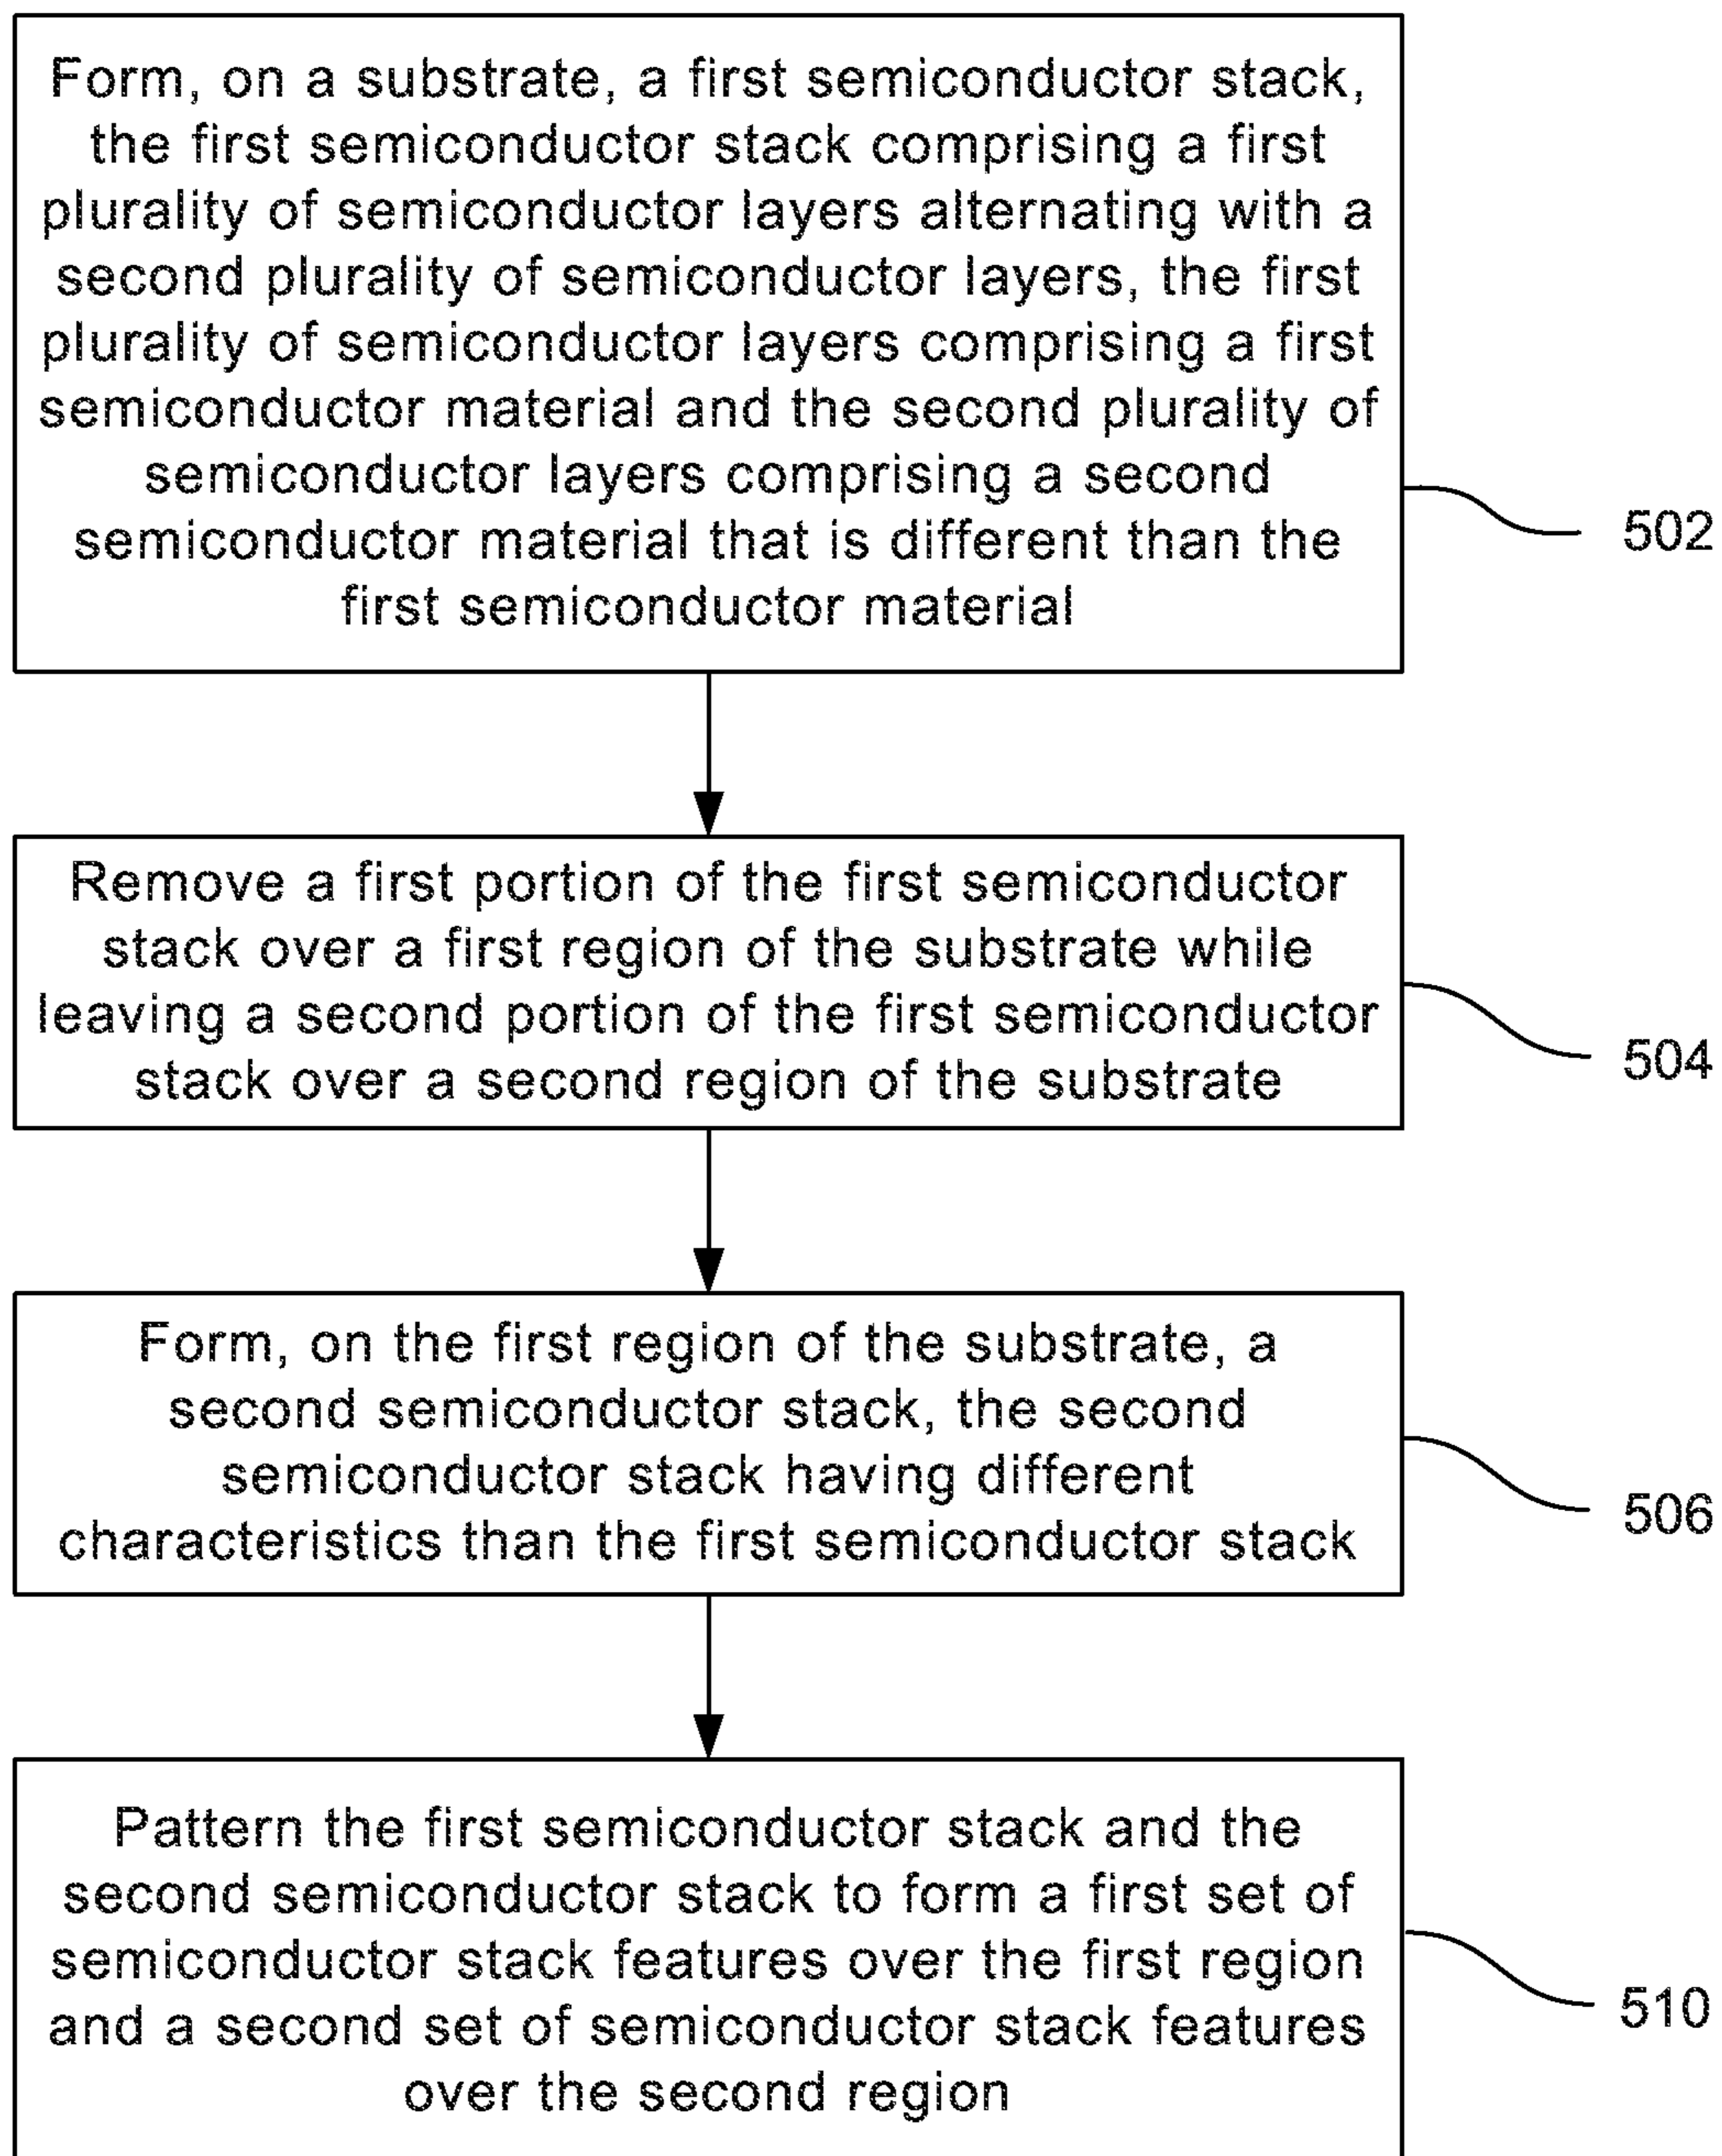 Form, on a substrate, a first semiconductor stack,
the first semiconductor stack comprising a first
plurality of semiconductor layers alternating with a
second plurality of semiconductor layers, the first
plurality of semiconductor layers comprising a first
semiconductor material and the second plurality of
semiconductor layers comprising a second
semiconductor material that is different than the
first semiconductor material
502
Remove a first portion of the first semiconductor
stack over a first region of the substrate while
leaving a second portion of the first semiconductor
stack over a second region of the substrate
504
Form, on the first region of the substrate, a
second semiconductor stack, the second
semiconductor stack having different
characteristics than the first semiconductor stack
506
Pattern the first semiconductor stack and the
second semiconductor stack to form a first set of
semiconductor stack features over the first region
and a second set of semiconductor stack features
over the second region
510